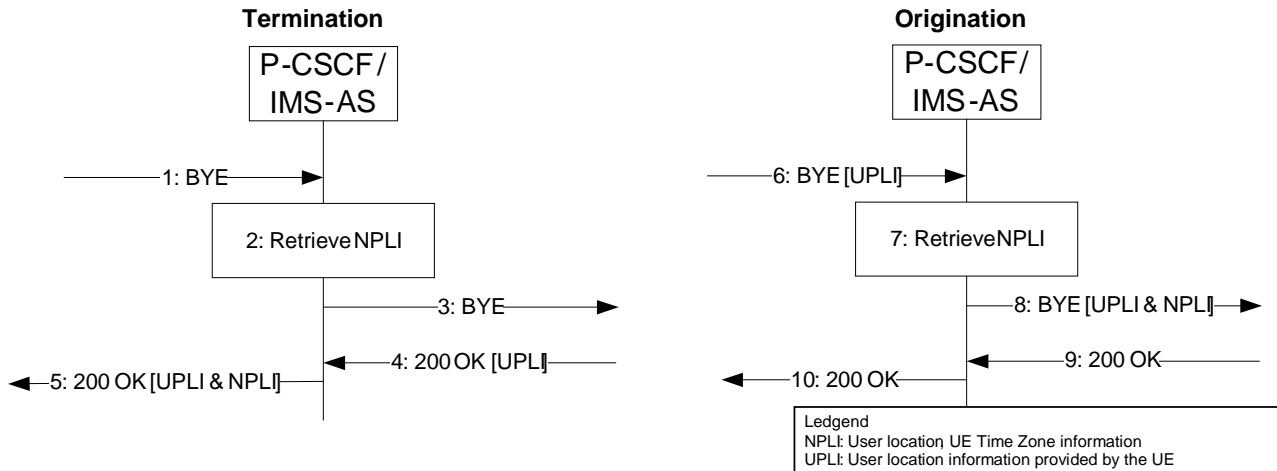 Termination
P-CSCF/
IMS-AS
1: BYE
2: Retrieve NPLI
3: BYE
4: 200 OK [UPLI]
5: 200 OK [UPLI & NPLI]
Origination
P-CSCF/
IMS-AS
6: BYE [UPLI]
7: Retrieve NPLI
8: BYE [UPLI & NPLI]
9: 200 OK
10: 200 OK
Ledgend
NPLI: User location, UE Time Zone information
UPLI: User location information provided by the UE